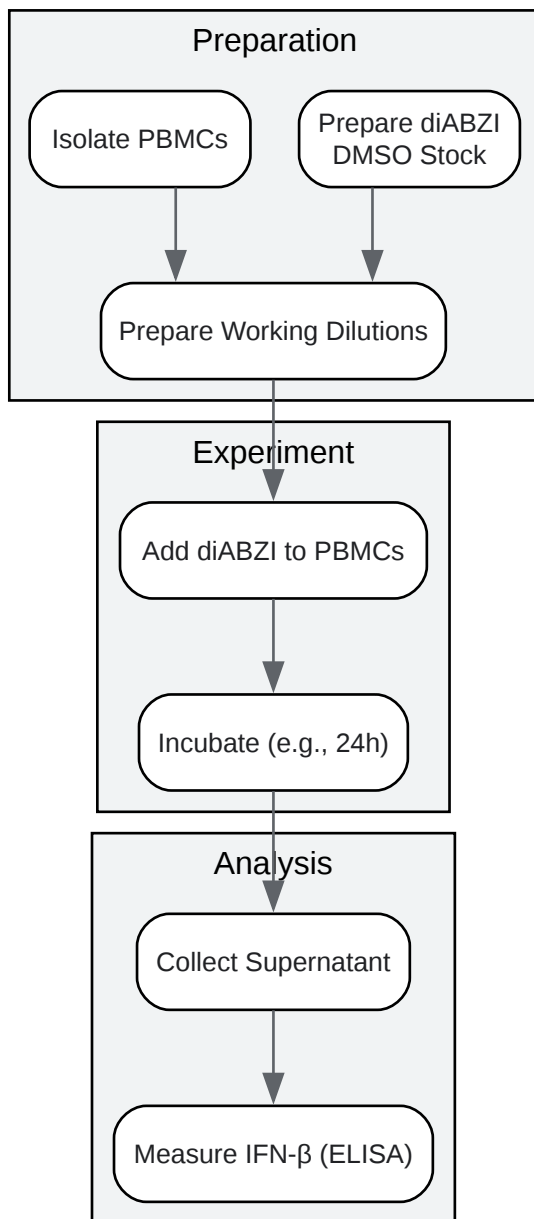 Preparation
Isolate PBMCs
Prepare diABZI
DMSO Stock
Prepare Working Dilutions
Experiment
Add diABZI to PBMCs
Incubate (e.g., 24h)
Analysis
Collect Supernatant
Measure IFN-β (ELISA)